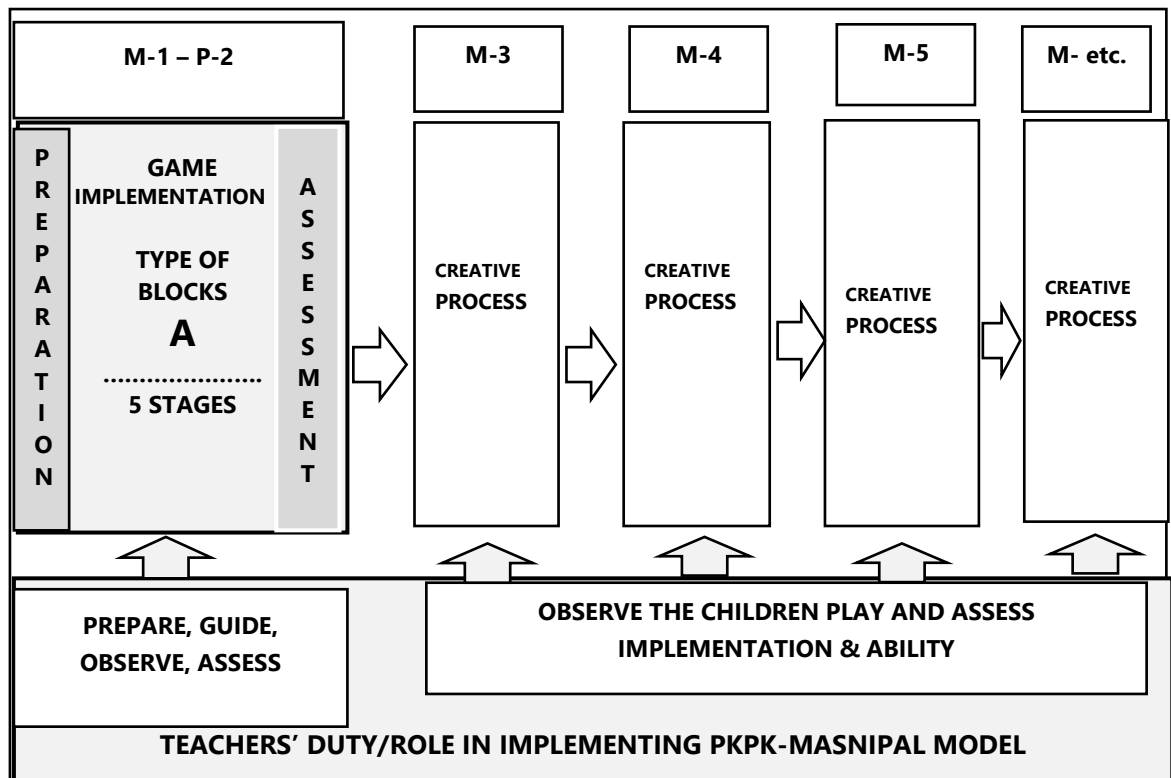 M-1 – P-2
M-3
M-4
M-5
M- etc.
PREPARATION
GAME
IMPLEMENTATION
TYPE OF
BLOCKS
A
........................
5 STAGES
ASSESSMENT
CREATIVE
PROCESS
CREATIVE
PROCESS
CREATIVE
PROCESS
CREATIVE
PROCESS
PREPARE, GUIDE,
OBSERVE, ASSESS
OBSERVE THE CHILDREN PLAY AND ASSESS
IMPLEMENTATION & ABILITY
TEACHERS’ DUTY/ROLE IN IMPLEMENTING PKPK-MASNIPAL MODEL